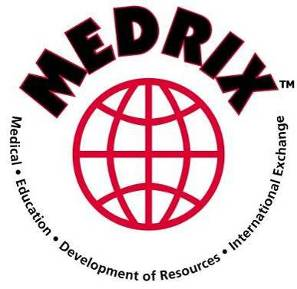 MEDRIX™
Medical • Education • Development of Resources • International Exchange